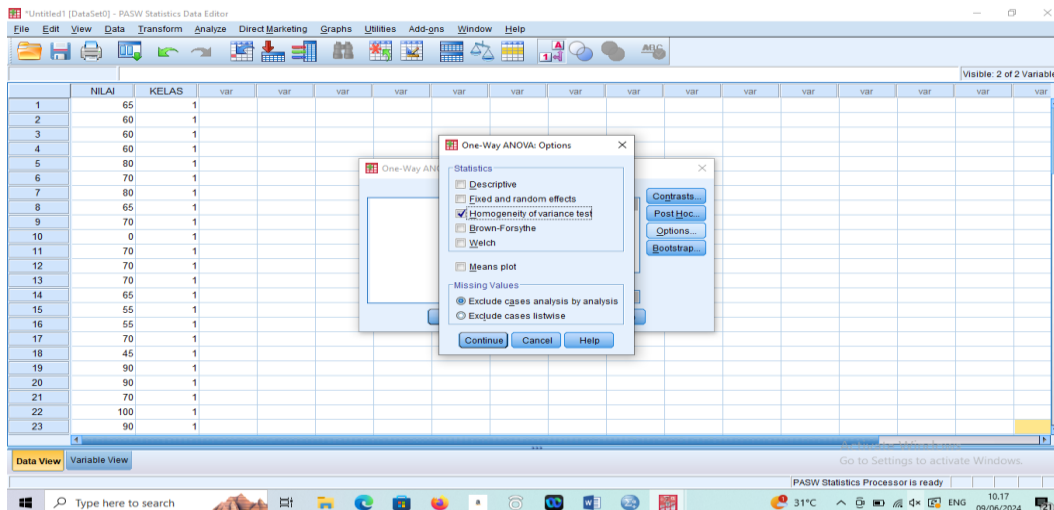 *Untitled1 [DataSet0] - PASW Statistics Data Editor
File Edit View Data Transform Analyze Direct Marketing Graphs Utilities Add-ons Window Help
Visible: 2 of 2 Variable
NILAI KELAS var var var var var var var var var var var var var var var
1 65 1
2 60 1
3 60 1
4 60 1
5 80 1
6 70 1
7 80 1
8 65 1
9 70 1
10 0 1
11 70 1
12 70 1
13 70 1
14 65 1
15 55 1
16 55 1
17 70 1
18 45 1
19 90 1
20 90 1
21 70 1
22 100 1
23 90 1
One-Way AN
Contrasts...
Post Hoc...
Options...
Bootstrap...
One-Way ANOVA: Options
Statistics
Descriptive
Fixed and random effects
Homogeneity of variance test
Brown-Forsythe
Welch
Means plot
Missing Values
Exclude cases analysis by analysis
Exclude cases listwise
Continue Cancel Help
Data View Variable View
Go to Settings to activate Windows.
PASW Statistics Processor is ready
Type here to search
31°C ENG 10.17
09/06/2024